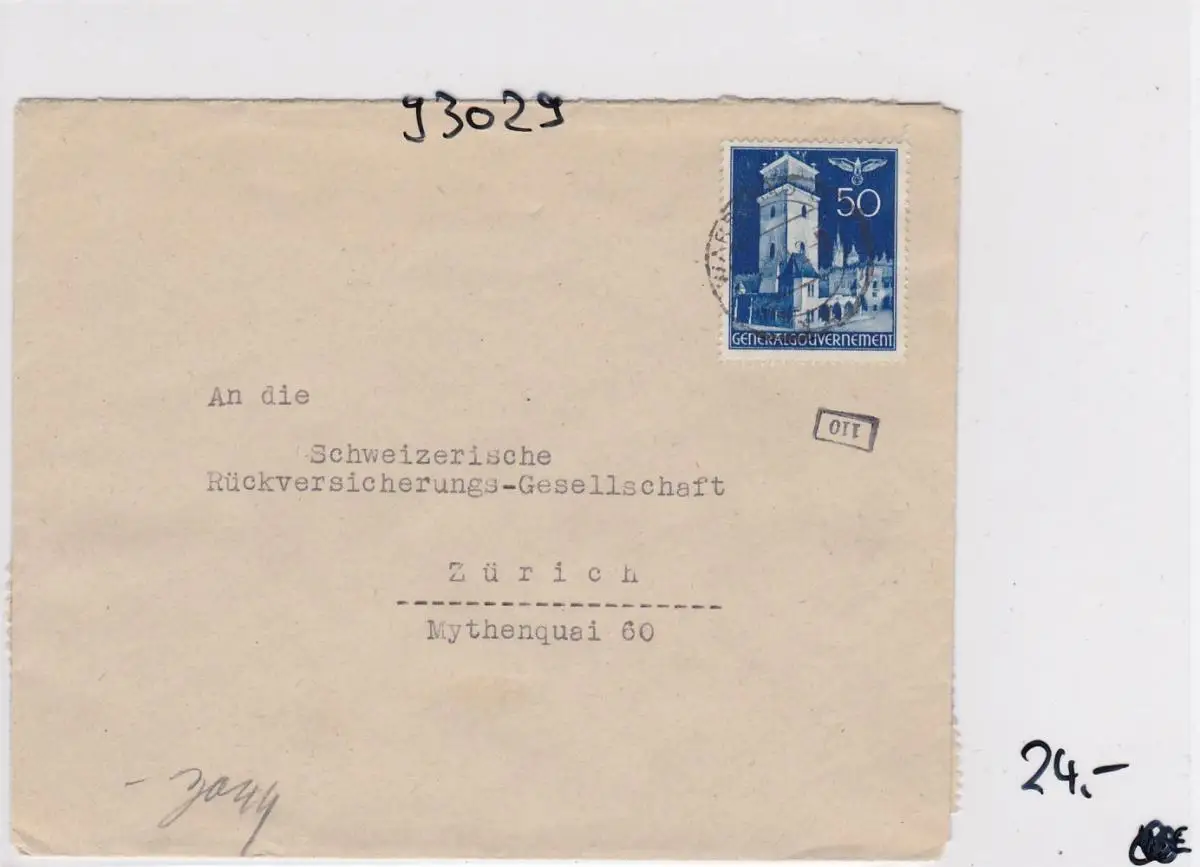 93029
50
GENERALGOUVERNEMENT
An die
110
Schweizerische
Rückversicherungs-Gesellschaft
Zürich
Mythenquai 60
24.-